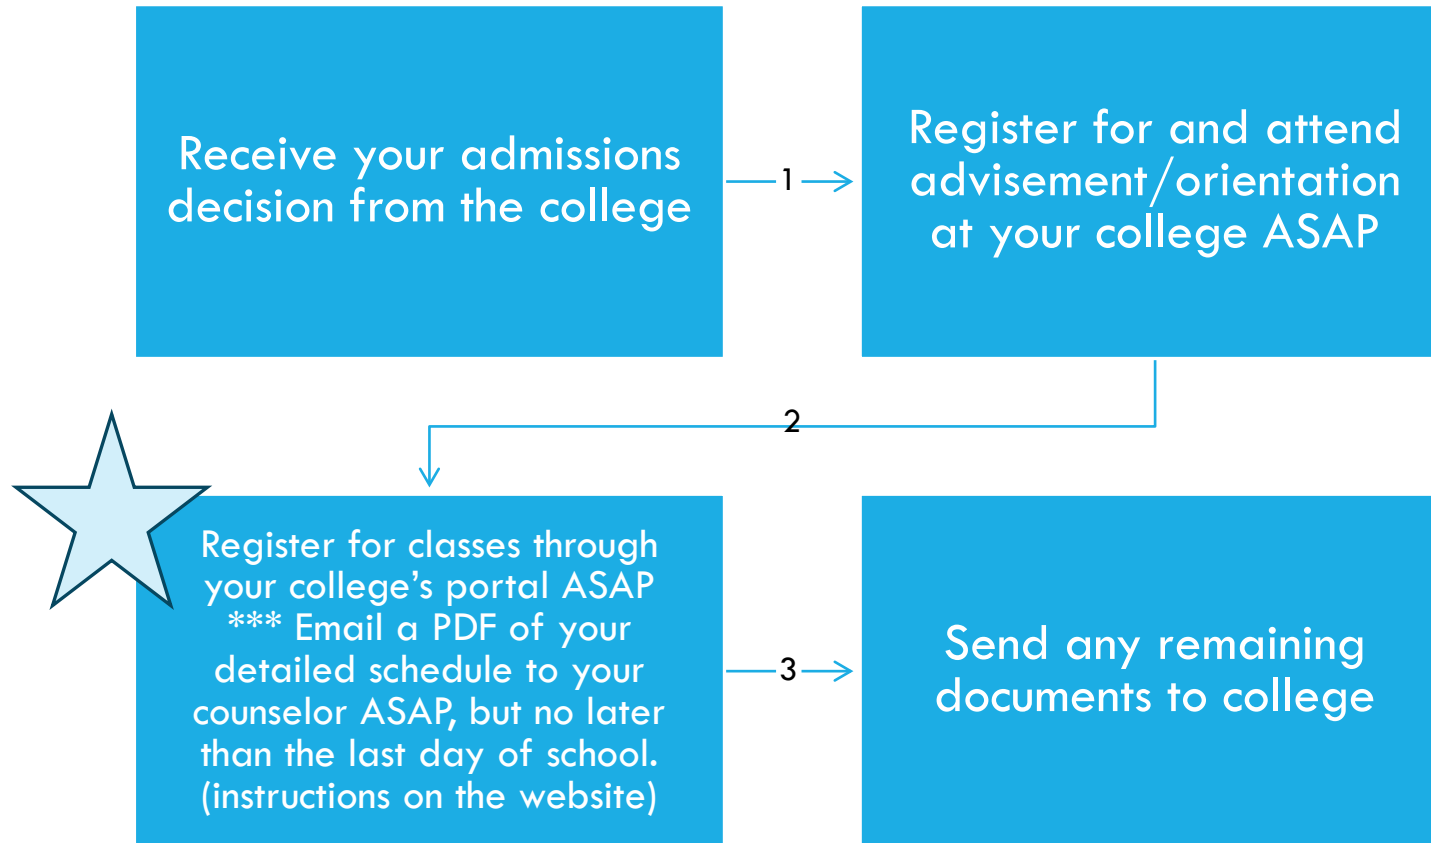 Receive your admissions
decision from the college
1
Register for and attend
advisement/orientation
at your college ASAP
2
Register for classes through
your college’s portal ASAP
*** Email a PDF of your
detailed schedule to your
counselor ASAP, but no later
than the last day of school.
(instructions on the website)
3
Send any remaining
documents to college